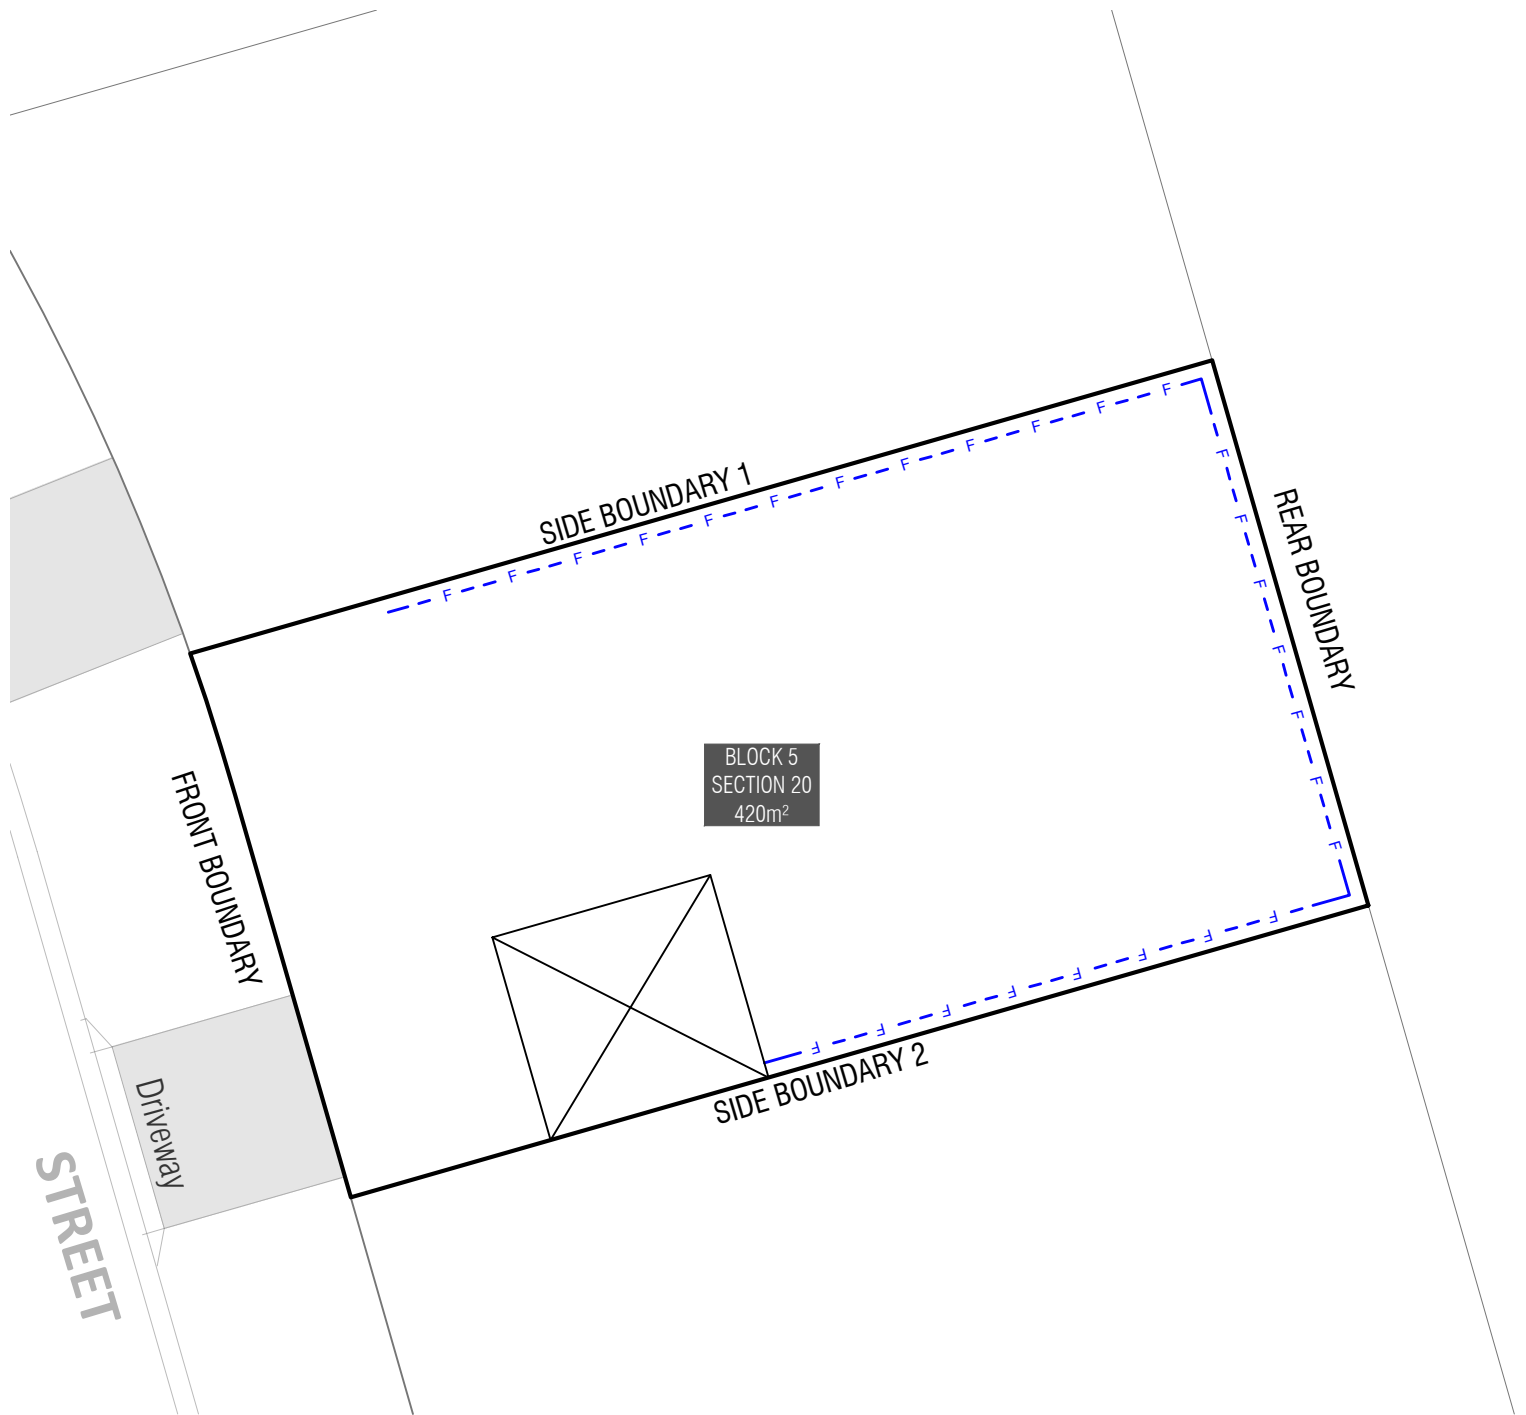 SIDE BOUNDARY 1
REAR BOUNDARY
BLOCK 5
SECTION 20
420m²
FRONT BOUNDARY
SIDE BOUNDARY 2
Driveway
STREET
F F F F F F F F F F F F
F F F F F F F
F F F F F F F F